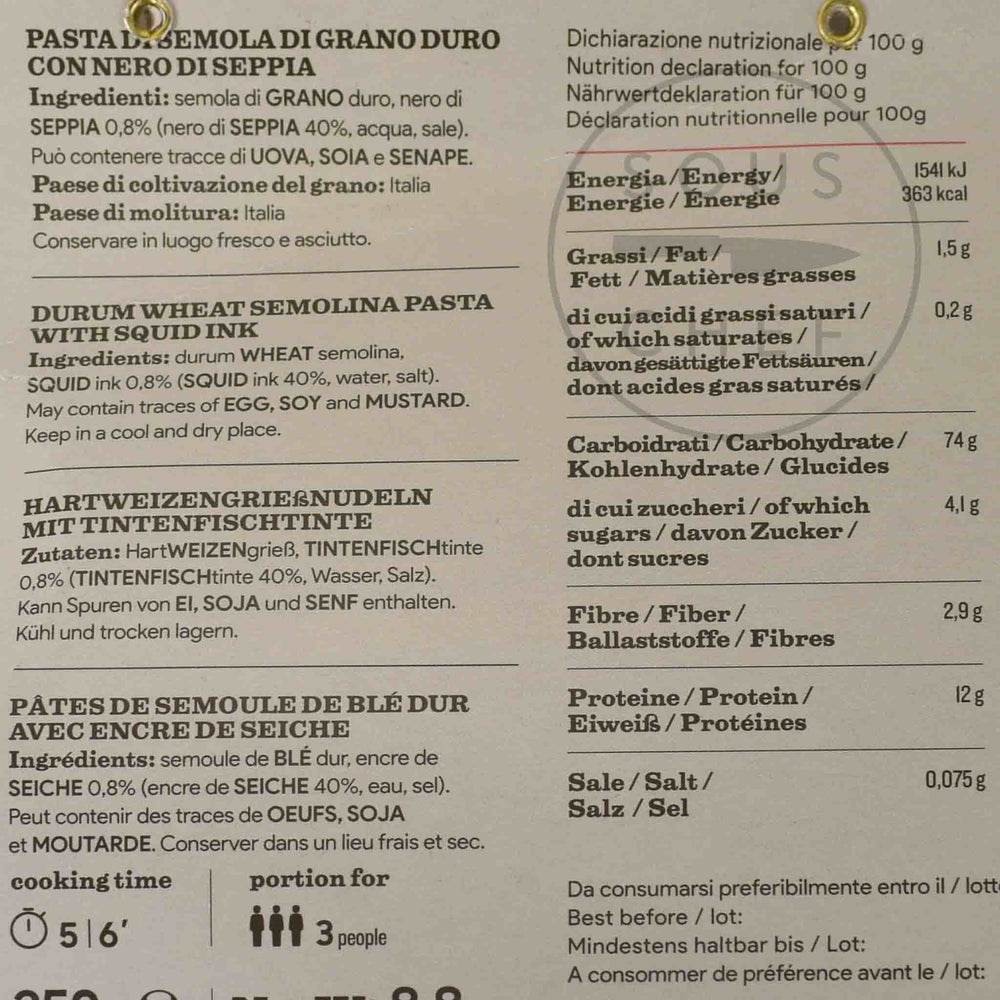 PASTA DI SEMOLA DI GRANO DURO
CON NERO DI SEPPIA
Ingredienti: semola di GRANO duro, nero di
SEPPIA 0,8% (nero di SEPPIA 40%, acqua, sale).
Può contenere tracce di UOVA, SOIA e SENAPE.
Paese di coltivazione del grano: Italia
Paese di molitura: Italia
Conservare in luogo fresco e asciutto.
DURUM WHEAT SEMOLINA PASTA
WITH SQUID INK
Ingredients: durum WHEAT semolina,
SQUID ink 0,8% (SQUID ink 40%, water, salt).
May contain traces of EGG, SOY and MUSTARD.
Keep in a cool and dry place.
HARTWEIZENGRIEßNUDELN
MIT TINTENFISCHTINTE
Zutaten: HartWEIZENgrieß, TINTENFISCHtinte
0,8% (TINTENFISCHtinte 40%, Wasser, Salz).
Kann Spuren von EI, SOJA und SENF enthalten.
Kühl und trocken lagern.
PÂTES DE SEMOULE DE BLÉ DUR
AVEC ENCRE DE SEICHE
Ingrédients: semoule de BLÉ dur, encre de
SEICHE 0,8% (encre de SEICHE 40%, eau, sel).
Peut contenir des traces de OEUFS, SOJA
et MOUTARDE. Conserver dans un lieu frais et sec.
cooking time
5|6’
portion for
3 people
Dichiarazione nutrizionale per 100 g
Nutrition declaration for 100 g
Nährwertdeklaration für 100 g
Déclaration nutritionnelle pour 100g
SOUS
CHEF
Energia/Energy/ 1541 kJ
Energie/Énergie 363 kcal
Grassi/Fat/ 1,5 g
Fett / Matières grasses
di cui acidi grassi saturi / 0,2 g
of which saturates /
davon gesättigte Fettsäuren/
dont acides gras saturés /
Carboidrati/Carbohydrate/ 74 g
Kohlenhydrate / Glucides
di cui zuccheri / of which 4,1 g
sugars / davon Zucker /
dont sucres
Fibre / Fiber / 2,9 g
Ballaststoffe / Fibres
Proteine / Protein / 12 g
Eiweiß / Protéines
Sale / Salt / 0,075 g
Salz / Sel
Da consumarsi preferibilmente entro il / lott
Best before / lot:
Mindestens haltbar bis / Lot:
A consommer de préférence avant le / lot: